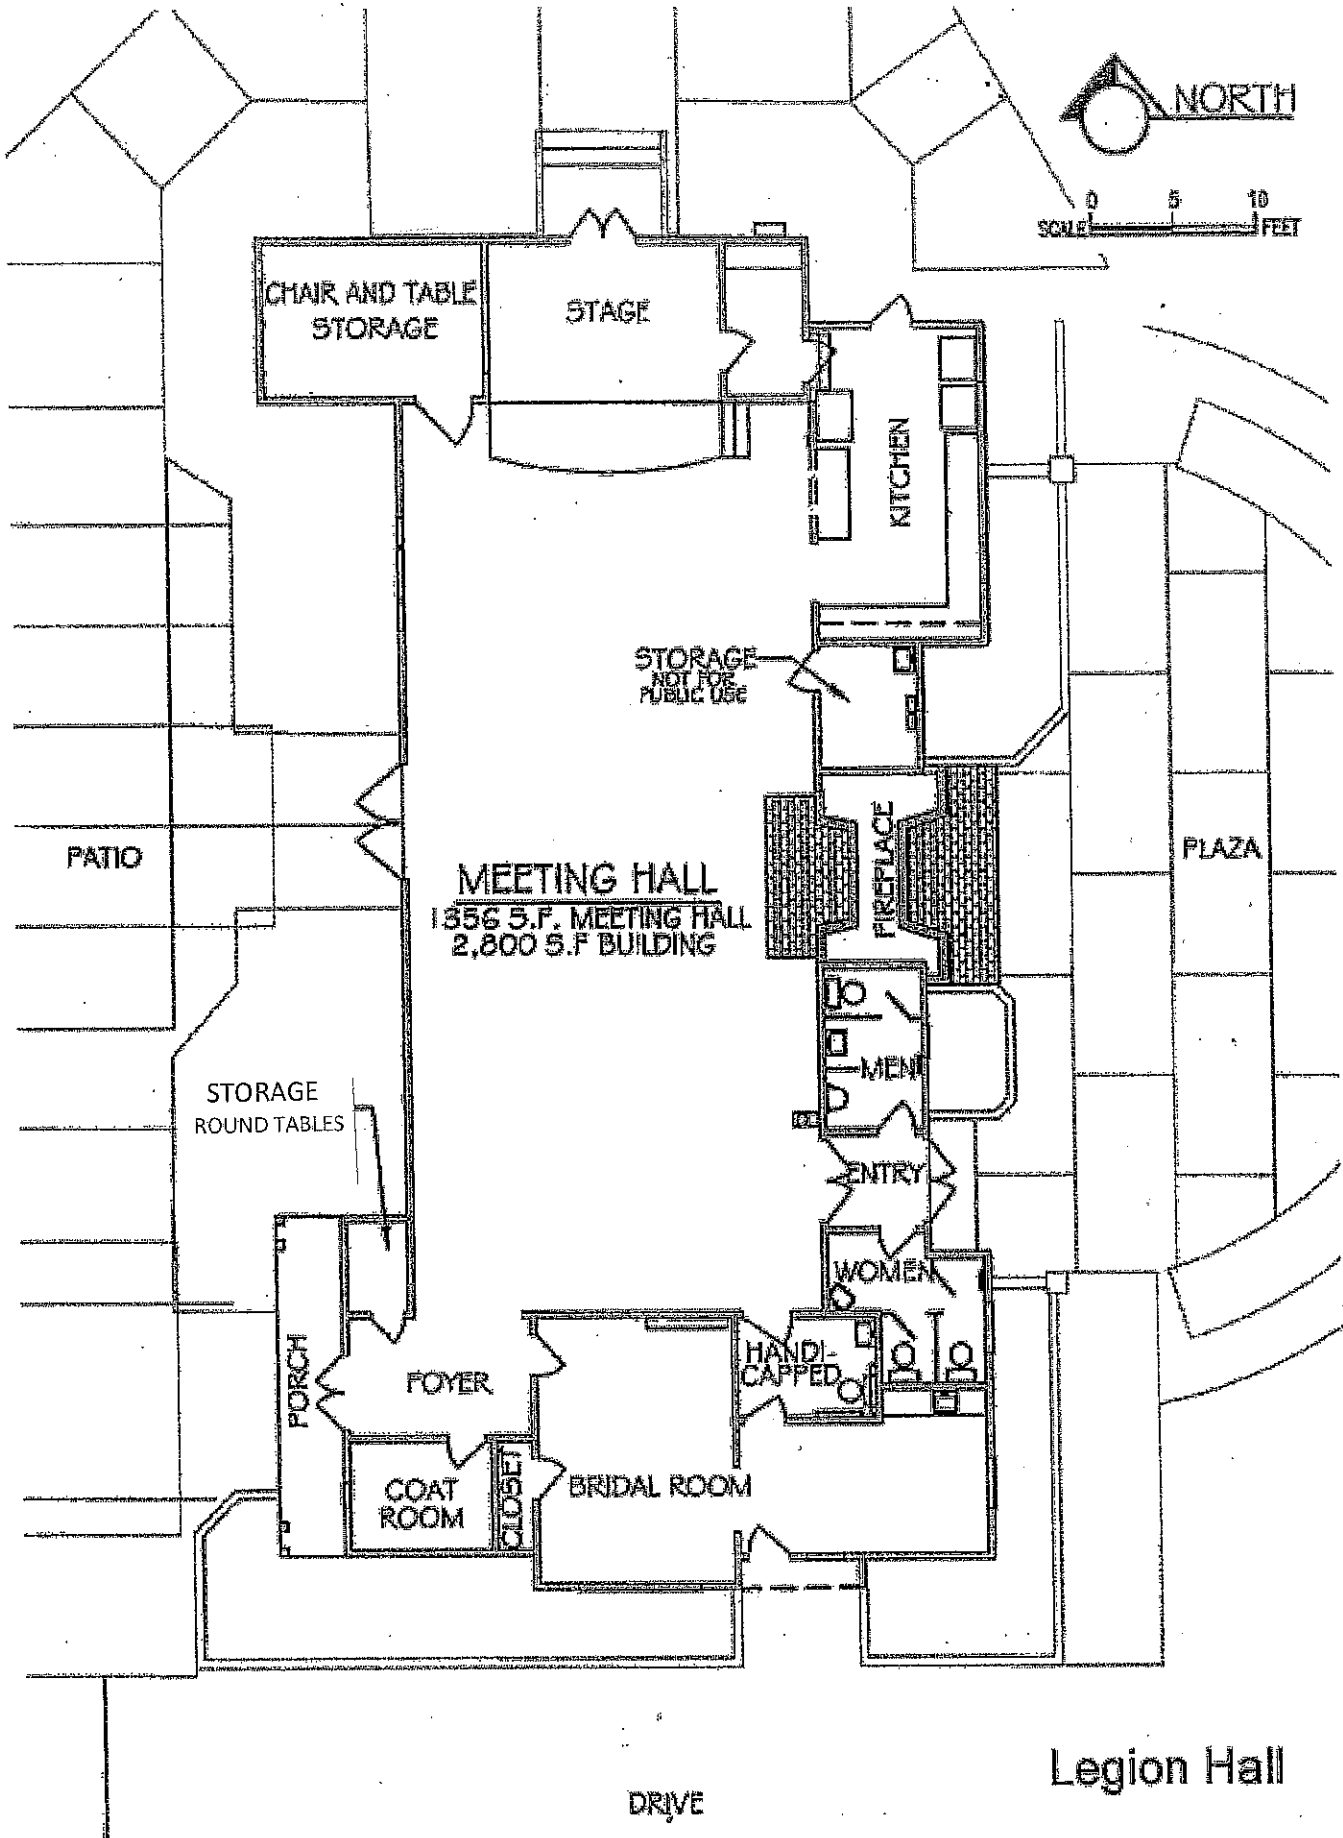 NORTH
0 5 10
SCALE FEET
CHAIR AND TABLE
STORAGE
STAGE
KITCHEN
STORAGE
NOT FOR
PUBLIC USE
FIREPLACE
PATIO
PLAZA
MEETING HALL
1356 S.F. MEETING HALL
2,800 S.F BUILDING
MEN
STORAGE
ROUND TABLES
ENTRY
WOMEN
PORCH
FOYER
HANDI-
CAPPED
COAT
ROOM
CLOSET
BRIDAL ROOM
Legion Hall
DRIVE